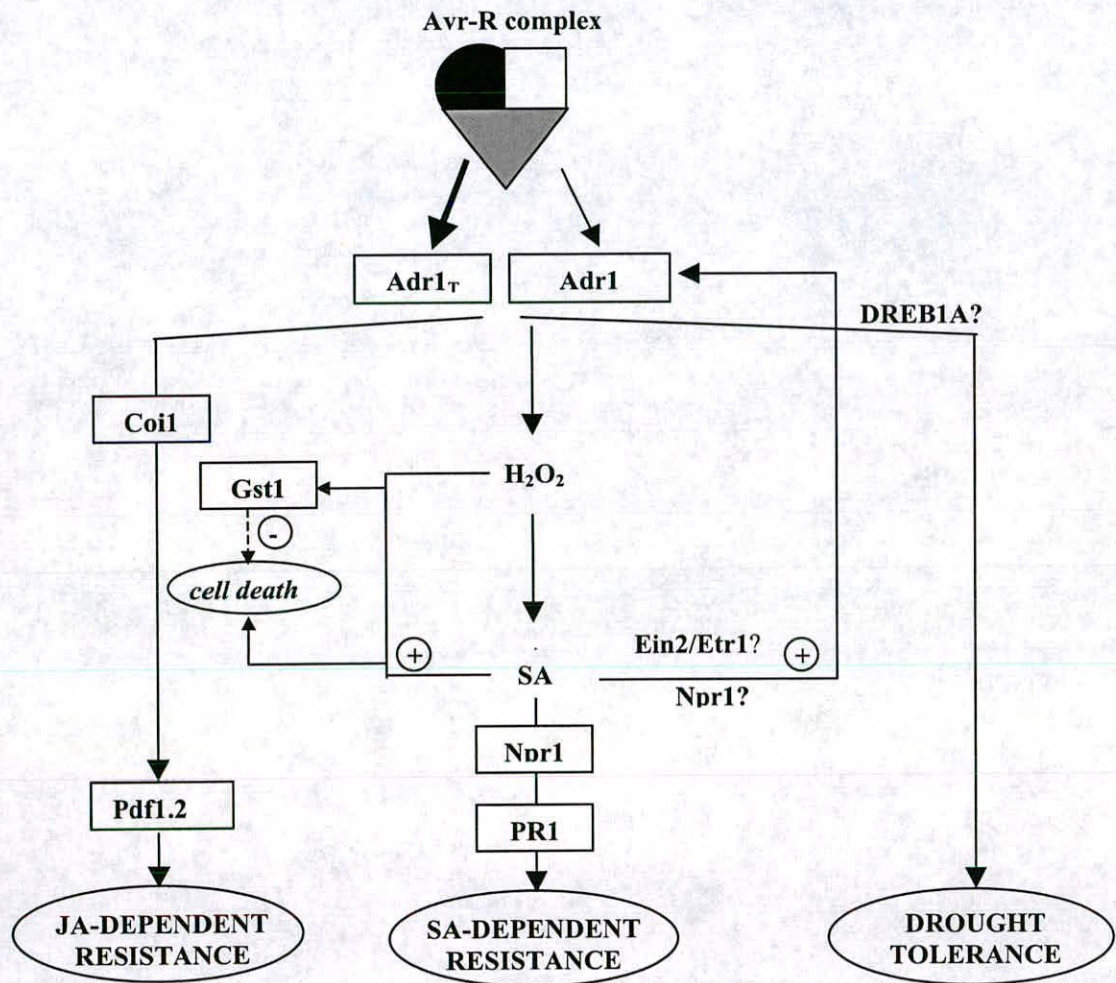 Avr-R complex
Adr1T
Adr1
DREB1A?
Coi1
Gst1
H₂O₂
-
cell death
+
Ein2/Etr1?
+
SA
Npr1?
Npr1
Pdf1.2
PR1
JA-DEPENDENT
RESISTANCE
SA-DEPENDENT
RESISTANCE
DROUGHT
TOLERANCE